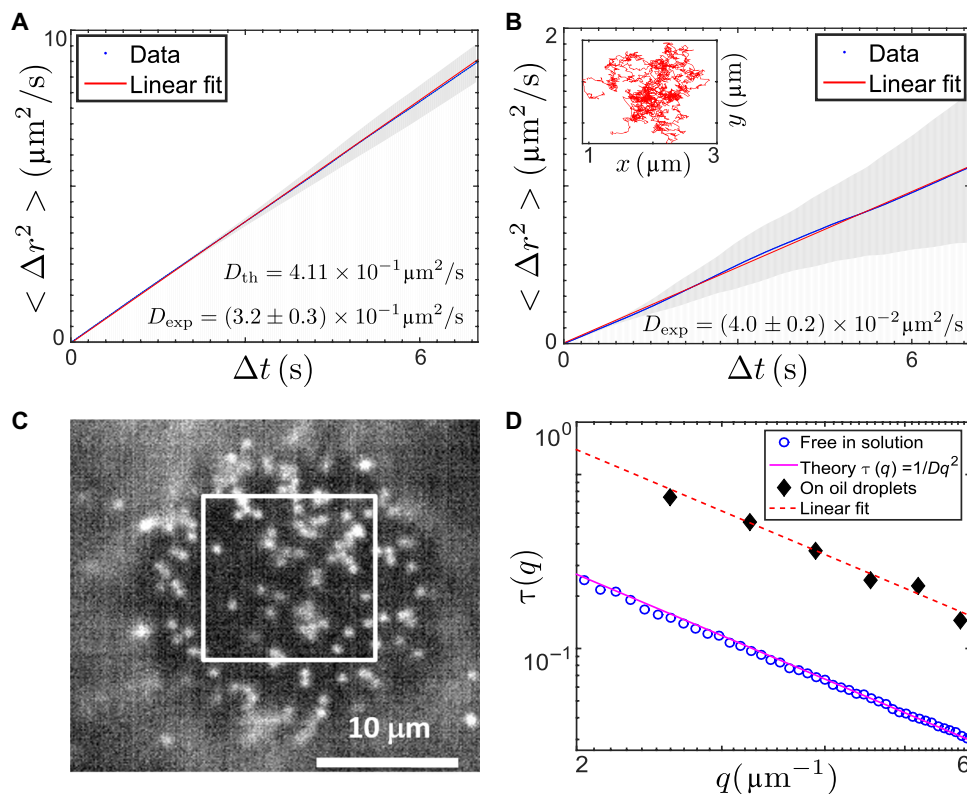 A
10
Data
Linear fit
< Δr² > (μm²/s)
D_th = 4.11 × 10⁻¹ μm²/s
D_exp = (3.2 ± 0.3) × 10⁻¹ μm²/s
0
0
6
Δt (s)
B
2
1
3
x (μm)
y (μm)
Data
Linear fit
< Δr² > (μm²/s)
D_exp = (4.0 ± 0.2) × 10⁻² μm²/s
0
0
6
Δt (s)
C
10 μm
D
10⁰
Free in solution
Theory τ (q) =1/Dq²
On oil droplets
Linear fit
τ(q)
10⁻¹
2
6
q(μm⁻¹)